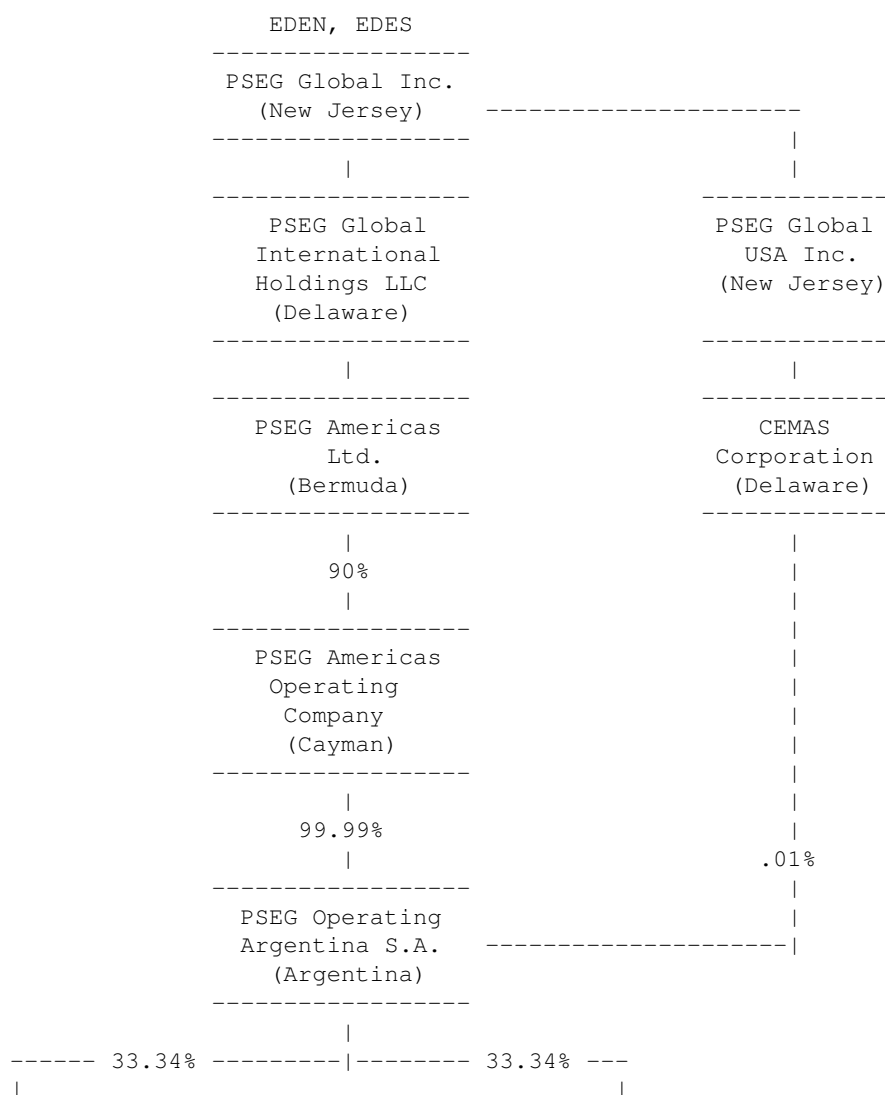 EDEN, EDES
------------------
PSEG Global Inc.
(New Jersey) ----------------------
------------------ |
| |
------------------ -------------
PSEG Global PSEG Global
International USA Inc.
Holdings LLC (New Jersey)
(Delaware)
------------------ -------------
| |
------------------ -------------
PSEG Americas CEMAS
Ltd. Corporation
(Bermuda) (Delaware)
------------------ -------------
| |
90% |
| |
------------------ |
PSEG Americas |
Operating |
Company |
(Cayman) |
------------------ |
| |
99.99% |
| .01%
------------------ |
PSEG Operating |
Argentina S.A. ---------------------|
(Argentina)
------------------
|
------ 33.34% ---------|-------- 33.34% ---
| |